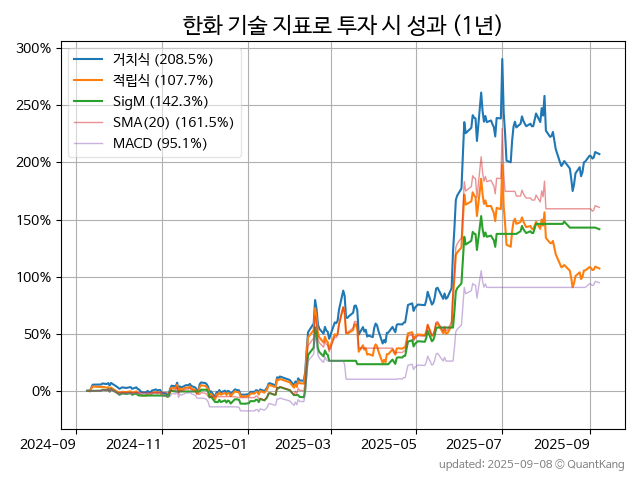 한화 기술 지표로 투자 시 성과 (1년)
300%
250%
200%
150%
100%
50%
0%
거치식 (208.5%)
적립식 (107.7%)
SigM (142.3%)
SMA(20) (161.5%)
MACD (95.1%)
2024-09
2024-11
2025-01
2025-03
2025-05
2025-07
2025-09
updated: 2025-09-08 © QuantKang